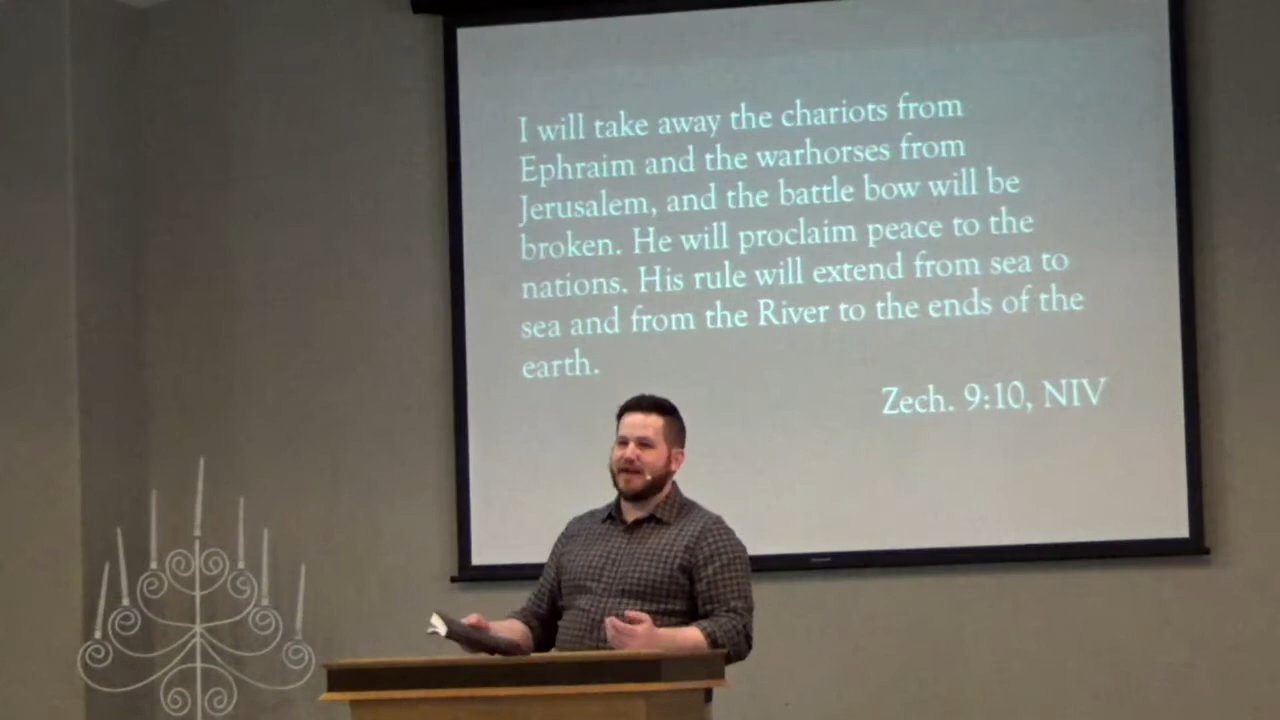 I will take away the chariots from
Ephraim and the warhorses from
Jerusalem, and the battle bow will be
broken. He will proclaim peace to the
nations. His rule will extend from sea to
sea and from the River to the ends of the
earth.
Zech. 9:10, NIV